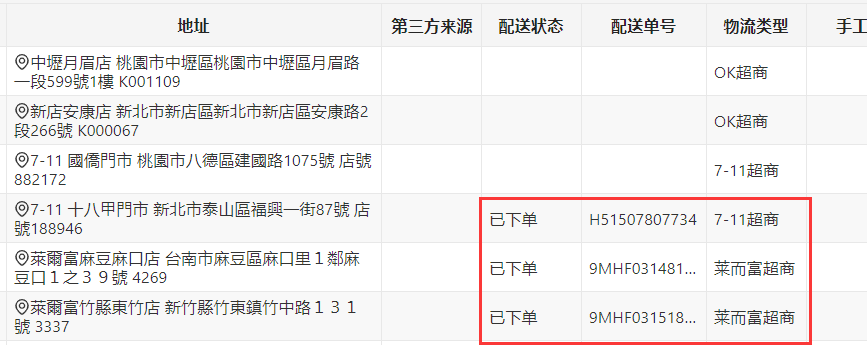 地址 第三方来源 配送状态 配送单号 物流类型 手工
中壢月眉店 桃園市中壢區桃園市中壢區月眉路
一段599號1樓 K001109
OK超商
新店安康店 新北市新店區新北市新店區安康路2
段266號 K000067
OK超商
7-11 國僑門市 桃園市八德區建國路1075號 店號
882172
7-11超商
7-11 十八甲門市 新北市泰山區福興一街87號 店
號188946
已下单 H51507807734 7-11超商
萊爾富麻豆麻口店 台南市麻豆區麻口里１鄰麻
豆口１之３９號 4269
已下单 9MHF031481... 莱而富超商
萊爾富竹縣東竹店 新竹縣竹東鎮竹中路１３１
號 3337
已下单 9MHF031518... 莱而富超商